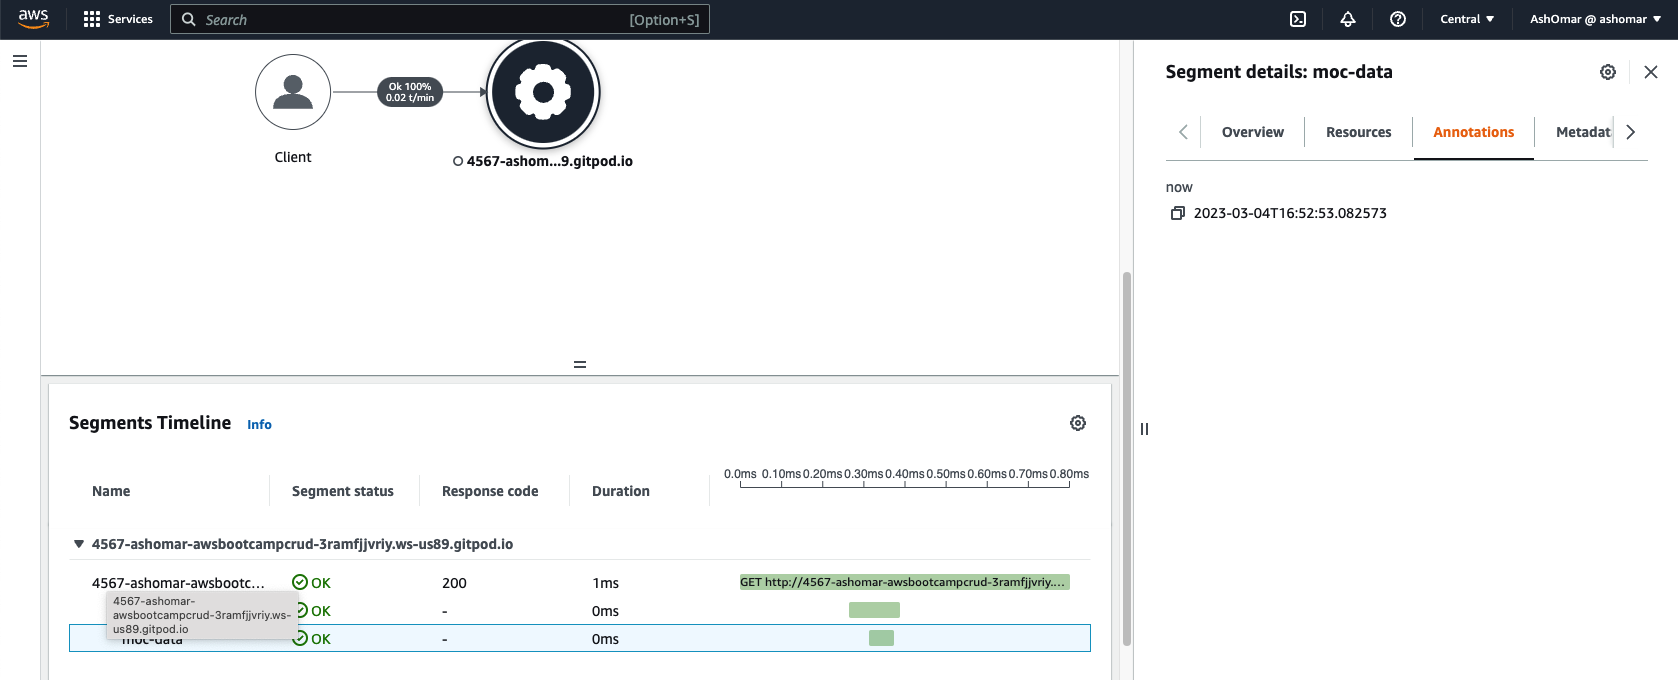 aws
Services
Search
[Option+S]
Central
AshOmar @ ashomar
Ok 100%
0.02 t/min
Client
4567-ashom...9.gitpod.io
Segment details: moc-data
Overview
Resources
Annotations
Metadat
now
2023-03-04T16:52:53.082573
Segments Timeline Info
Name
Segment status
Response code
Duration
0.0ms 0.10ms 0.20ms 0.30ms 0.40ms 0.50ms 0.60ms 0.70ms 0.80ms
4567-ashomar-awsbootcampcrud-3ramfjjvriy.ws-us89.gitpod.io
4567-ashomar-awsbootc... OK 200 1ms GET http://4567-ashomar-awsbootcampcrud-3ramfjjvriy....
4567-ashomar-
awsbootcampcrud-3ramfjjvriy.ws-
us89.gitpod.io
OK - 0ms
moc-data OK - 0ms